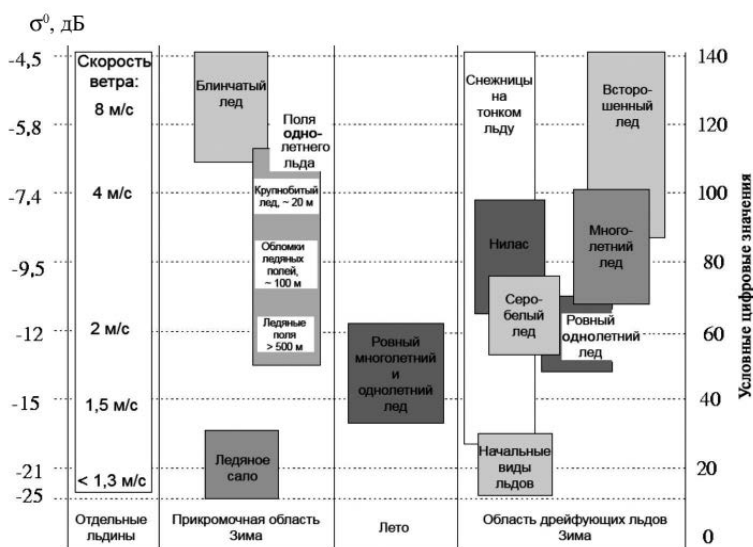 σ⁰, дБ
-4,5
-5,8
-7,4
-9,5
-12
-15
-21
-25
Скорость
ветра:
8 м/с
4 м/с
2 м/с
1,5 м/с
< 1,3 м/с
Отдельные
льдины
Блинчатый
лед
Поля
одно-
летнего
льда
Крупнобитый
лед, ~ 20 м
Обломки
ледяных
полей,
~ 100 м
Ледяные
поля
> 500 м
Ледяное
сало
Прикромочная область
Зима
Ровный
многолетний
и
однолетний
лед
Лето
Снежницы
на
тонком
льду
Всторо-
шенный
лед
Нилас
Много-
летний
лед
Серо-
белый
лед
Ровный
однолетний
лед
Начальные
виды
льдов
Область дрейфующих льдов
Зима
140
120
100
80
60
40
20
0
Условные цифровые значения